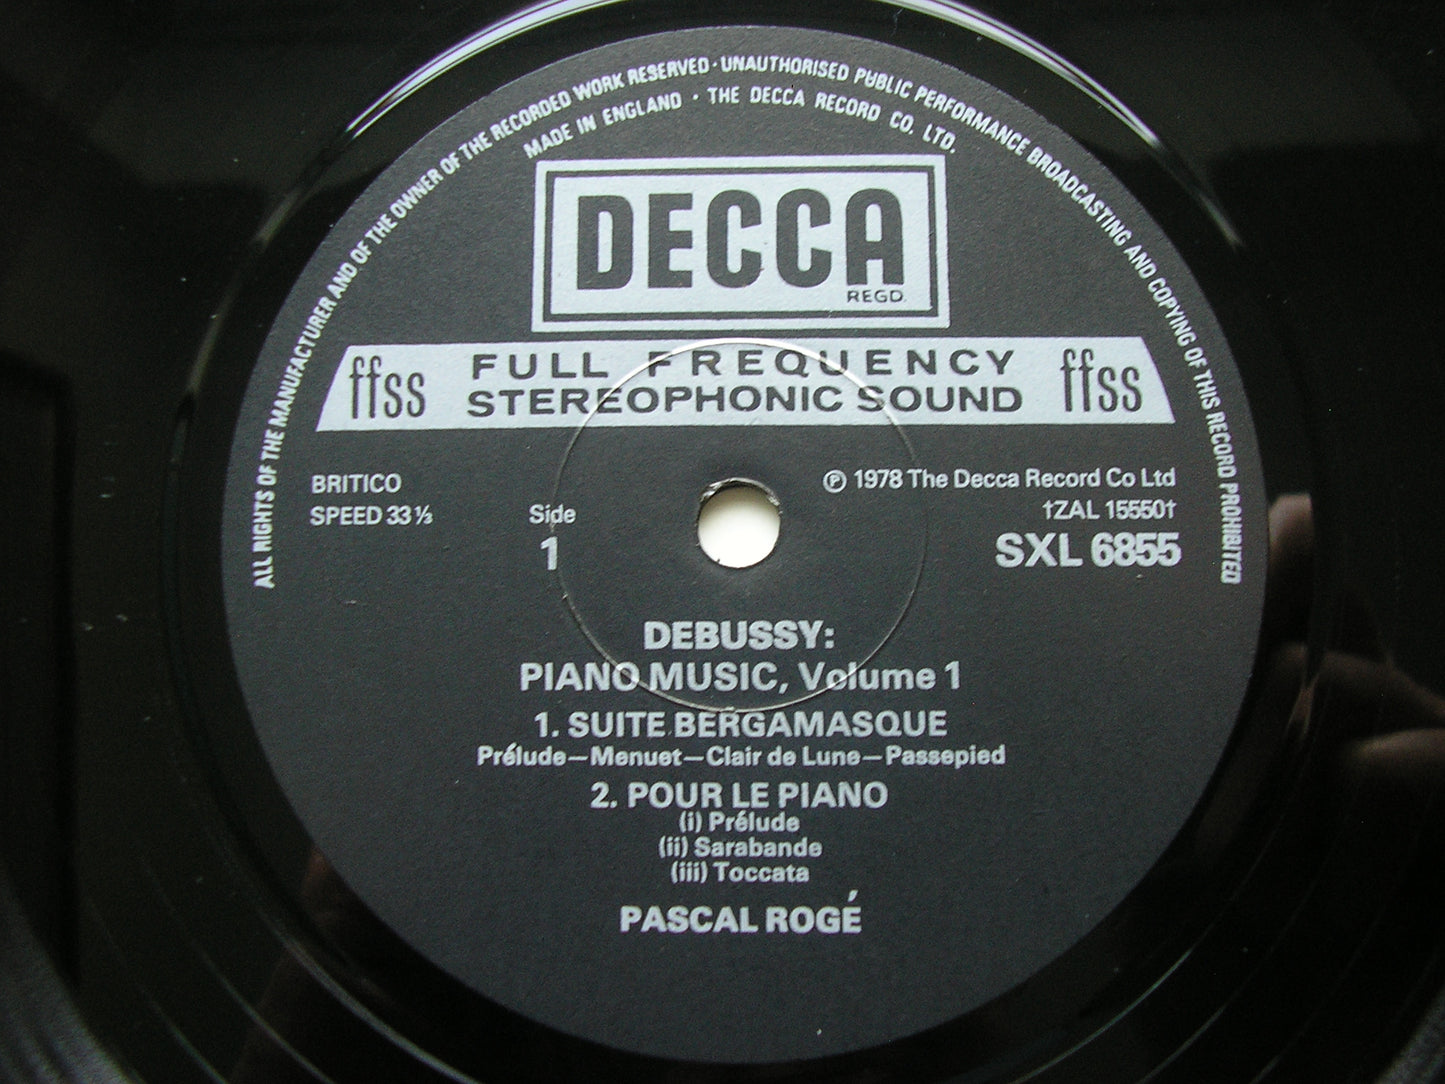 ALL RIGHTS OF THE MANUFACTURER AND OF THE OWNER OF THE RECORDED WORK RESERVED · UNAUTHORISED PUBLIC PERFORMANCE BROADCASTING AND COPYING OF THIS RECORD PROHIBITED
MADE IN ENGLAND · THE DECCA RECORD CO. LTD.
DECCA
REGD.
ffss FULL FREQUENCY ffss
STEREOPHONIC SOUND
BRITICO
SPEED 33⅓
Side
1
℗ 1978 The Decca Record Co Ltd
†ZAL 15550†
SXL 6855
DEBUSSY:
PIANO MUSIC, Volume 1
1. SUITE BERGAMASQUE
Prélude—Menuet—Clair de Lune—Passepied
2. POUR LE PIANO
(i) Prélude
(ii) Sarabande
(iii) Toccata
PASCAL ROGÉ